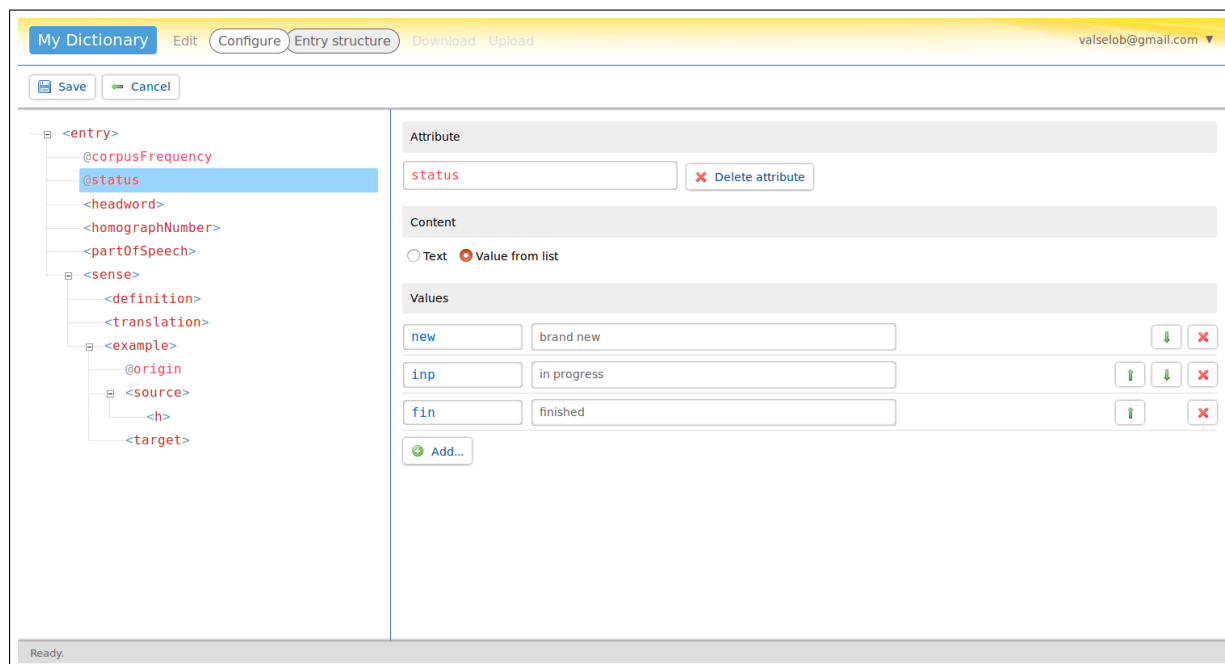 My Dictionary Edit Configure Entry structure Download Upload valselob@gmail.com ▼
Save Cancel
<entry>
@corpusFrequency
@status
<headword>
<homographNumber>
<partOfSpeech>
<sense>
<definition>
<translation>
<example>
@origin
<source>
<h>
<target>
Attribute
status Delete attribute
Content
Text Value from list
Values
new brand new
inp in progress
fin finished
Add...
Ready.